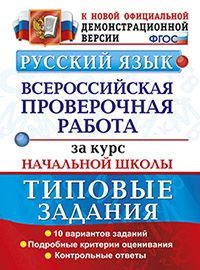 К НОВОЙ ОФИЦИАЛЬНОЙ
ДЕМОНСТРАЦИОННОЙ
ВЕРСИИ
ФГОС
РУССКИЙ ЯЗЫК
ВСЕРОССИЙСКАЯ
ПРОВЕРОЧНАЯ
РАБОТА
за курс
НАЧАЛЬНОЙ ШКОЛЫ
ТИПОВЫЕ
ЗАДАНИЯ
• 10 вариантов заданий
• Подробные критерии оценивания
• Контрольные ответы